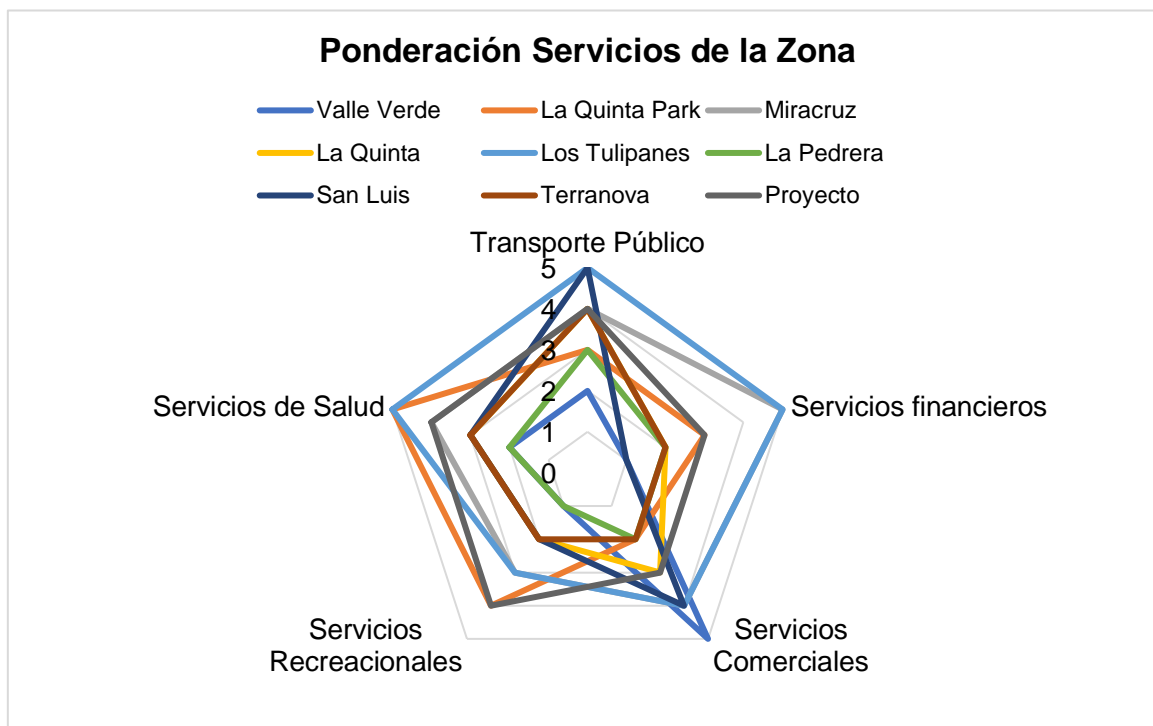 Ponderación Servicios de la Zona
Valle Verde
La Quinta Park
Miracruz
La Quinta
Los Tulipanes
La Pedrera
San Luis
Terranova
Proyecto
Transporte Público
5
4
3
2
1
0
Servicios de Salud
Servicios financieros
Servicios
Recreacionales
Servicios
Comerciales